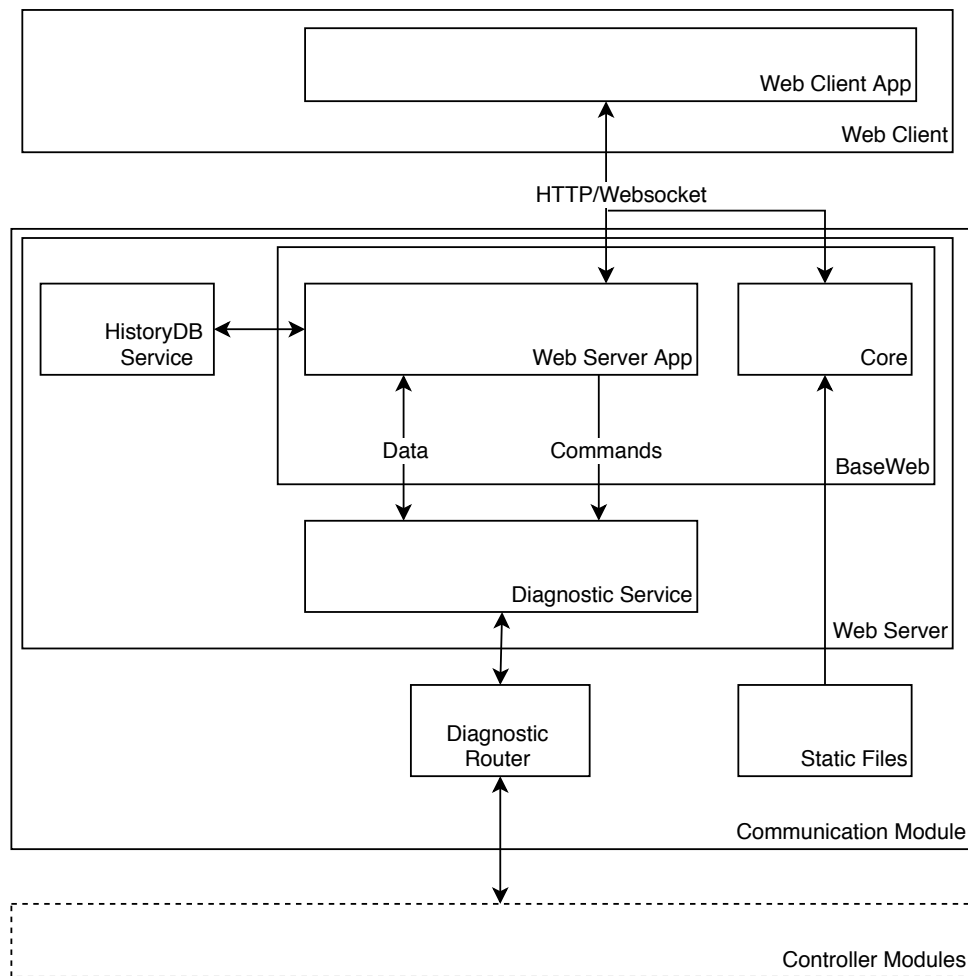 Web Client App
Web Client
HTTP/Websocket
HistoryDB
Service
Web Server App
Core
Data
Commands
BaseWeb
Diagnostic Service
Web Server
Diagnostic
Router
Static Files
Communication Module
Controller Modules